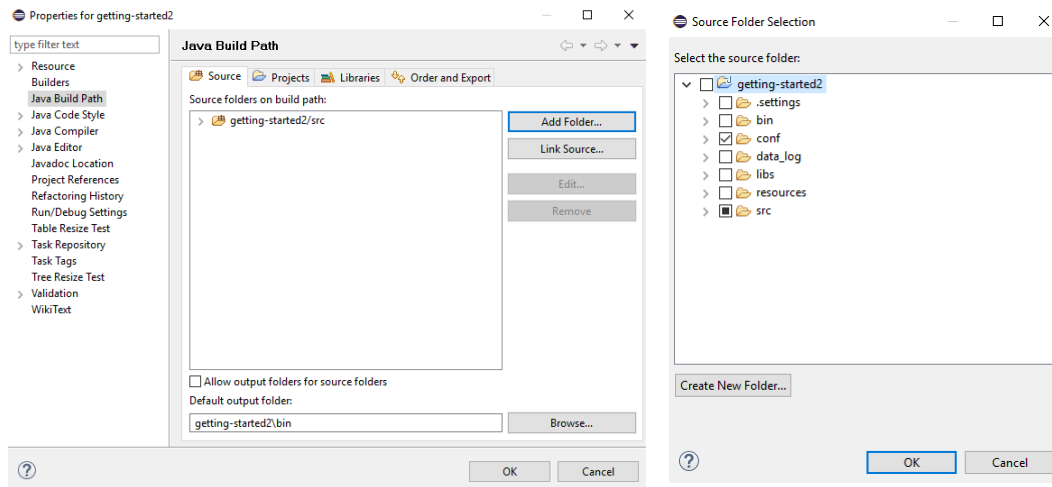 Properties for getting-started2
type filter text
Resource
Builders
Java Build Path
Java Code Style
Java Compiler
Java Editor
Javadoc Location
Project References
Refactoring History
Run/Debug Settings
Table Resize Test
Task Repository
Task Tags
Tree Resize Test
Validation
WikiText
Java Build Path
Source Projects Libraries Order and Export
Source folders on build path:
getting-started2/src
Add Folder...
Link Source...
Edit...
Remove
Allow output folders for source folders
Default output folder:
getting-started2\bin
Browse...
OK Cancel
Source Folder Selection
Select the source folder:
getting-started2
.settings
bin
conf
data_log
libs
resources
src
Create New Folder...
OK Cancel